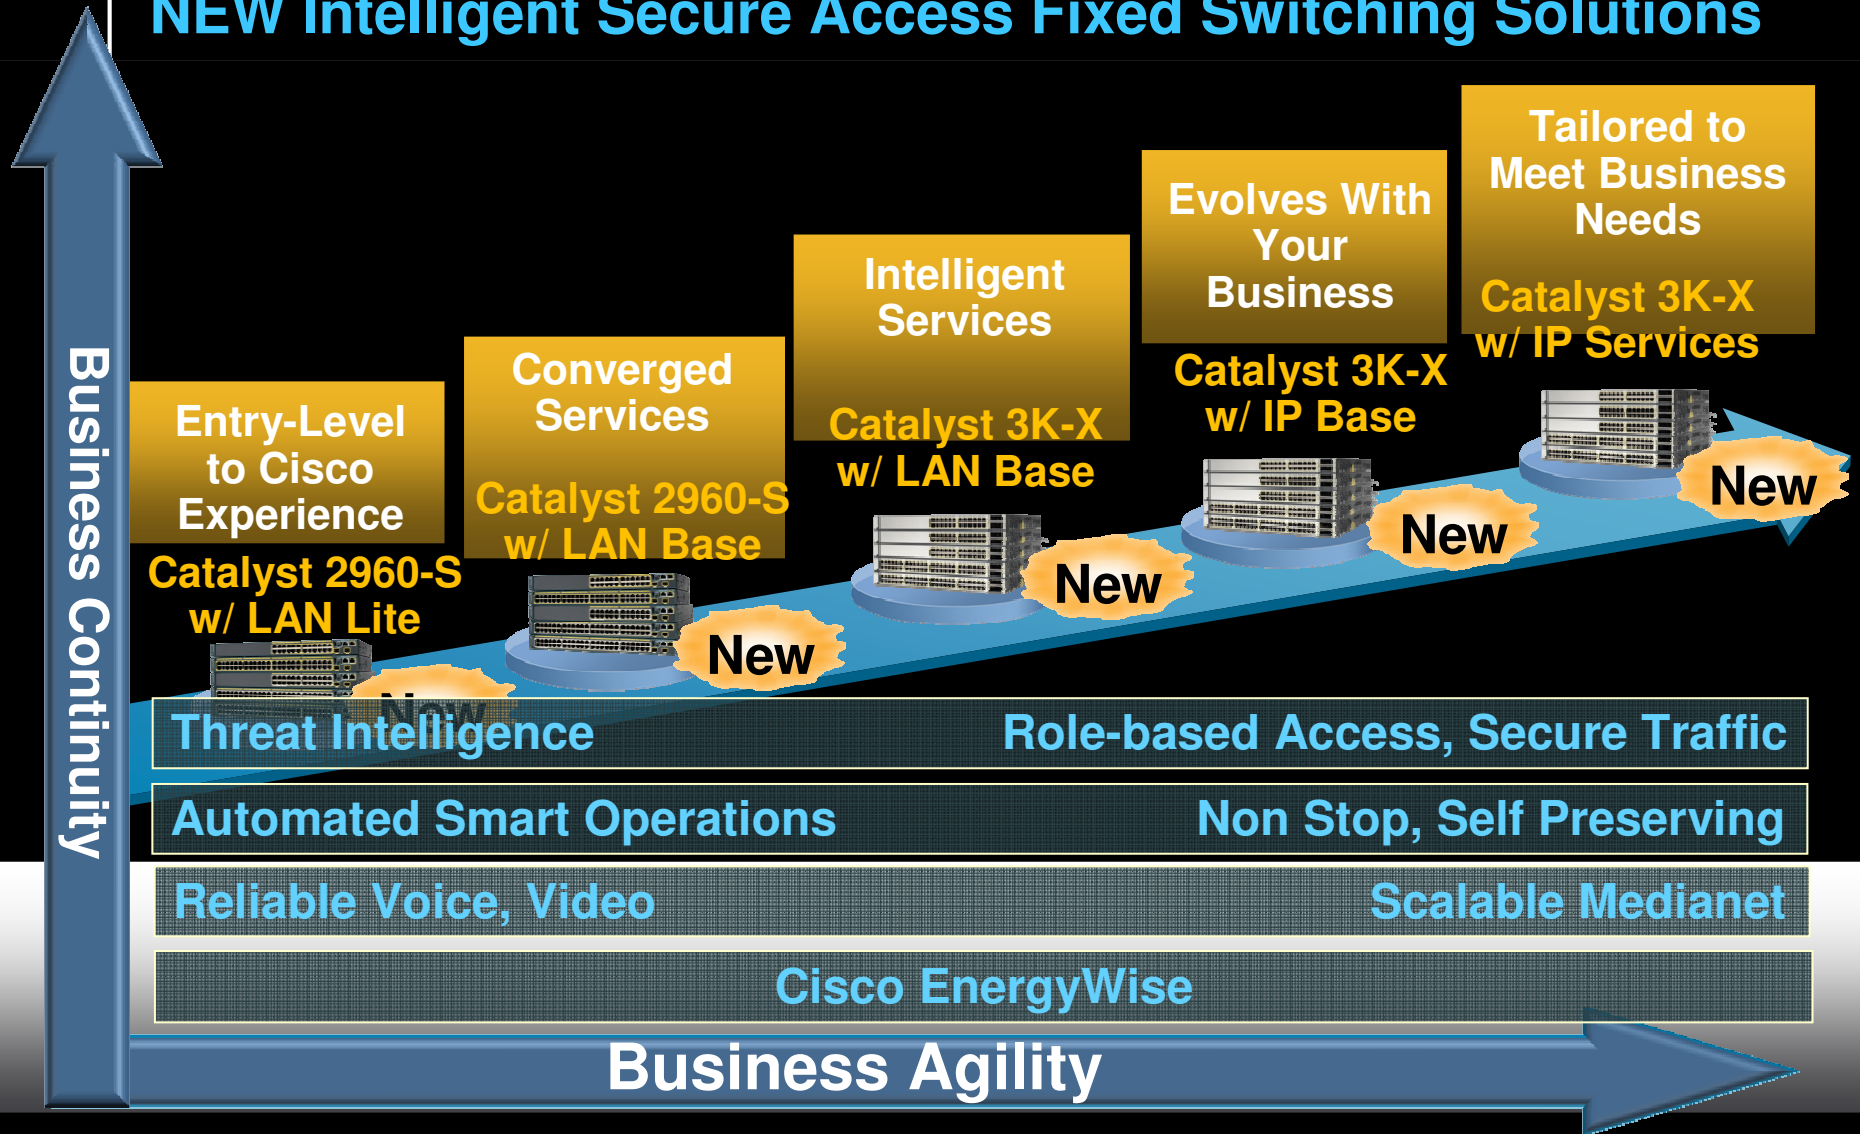 NEW Intelligent Secure Access Fixed Switching Solutions
Tailored to
Meet Business
Needs
Catalyst 3K-X
w/ IP Services
Evolves With
Your
Business
Catalyst 3K-X
w/ IP Base
Intelligent
Services
Catalyst 3K-X
w/ LAN Base
Converged
Services
Catalyst 2960-S
w/ LAN Base
Entry-Level
to Cisco
Experience
Catalyst 2960-S
w/ LAN Lite
New
New
New
New
New
Business Continuity
Threat Intelligence Role-based Access, Secure Traffic
Automated Smart Operations Non Stop, Self Preserving
Reliable Voice, Video Scalable Medianet
Cisco EnergyWise
Business Agility